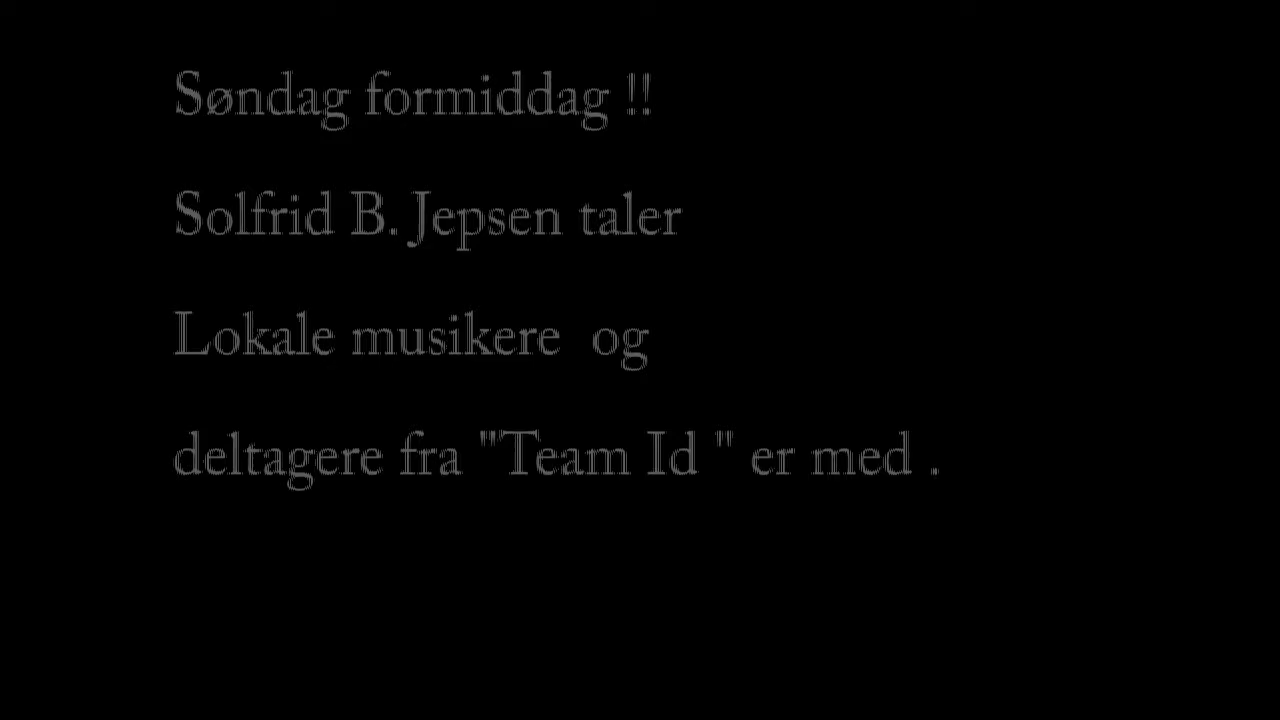 Søndag formiddag !!
Solfrid B. Jepsen taler
Lokale musikere  og
deltagere fra "Team Id " er med .